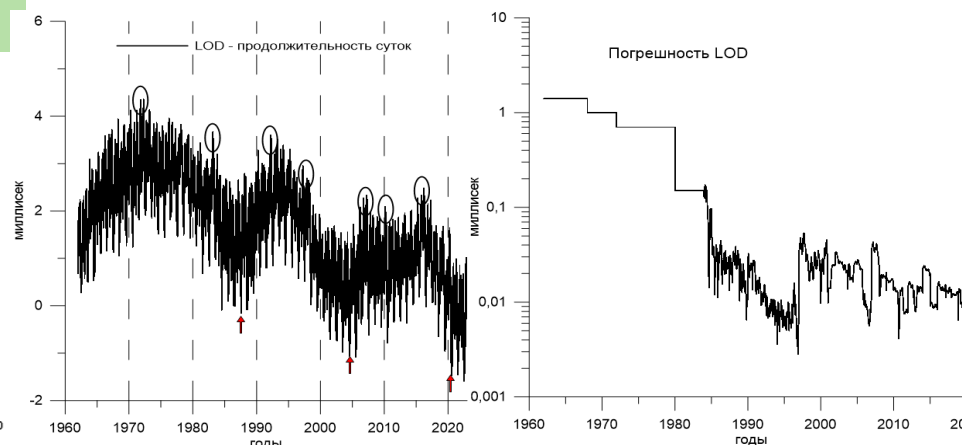 6
4
2
0
-2
миллисек
LOD - продолжительность суток
1960 1970 1980 1990 2000 2010 2020
годы
10
1
0,1
0,01
0,001
миллисек
Погрешность LOD
1960 1970 1980 1990 2000 2010 20
годы